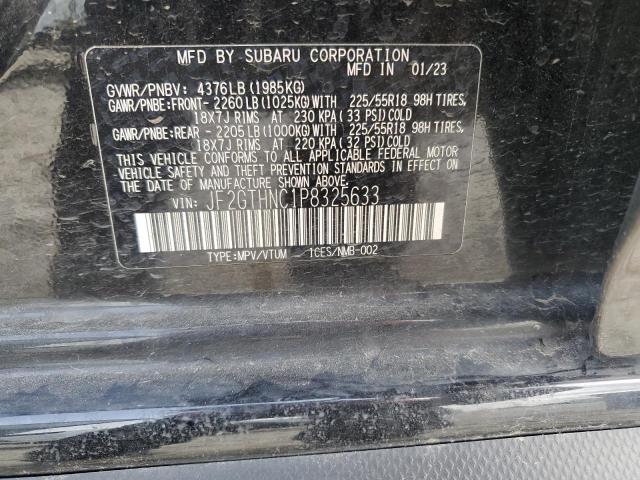 MFD BY SUBARU CORPORATION
MFD IN 01/23
GVWR/PNBV: 4376LB (1985KG)
GAWR/PNBE: FRONT- 2260LB (1025KG) WITH 225/55R18 98H TIRES,
18X7J RIMS AT 230 KPA (33 PSI) COLD
GAWR/PNBE: REAR - 2205LB (1000KG) WITH 225/55R18 98H TIRES,
18X7J RIMS AT 220 KPA (32 PSI) COLD
THIS VEHICLE CONFORMS TO ALL APPLICABLE FEDERAL MOTOR
VEHICLE SAFETY AND THEFT PREVENTION STANDARDS IN EFFECT ON
THE DATE OF MANUFACTURE SHOWN ABOVE.
VIN: JF2GTHNC1P8325633
TYPE: MPV/VTUM ICES/NMB-002